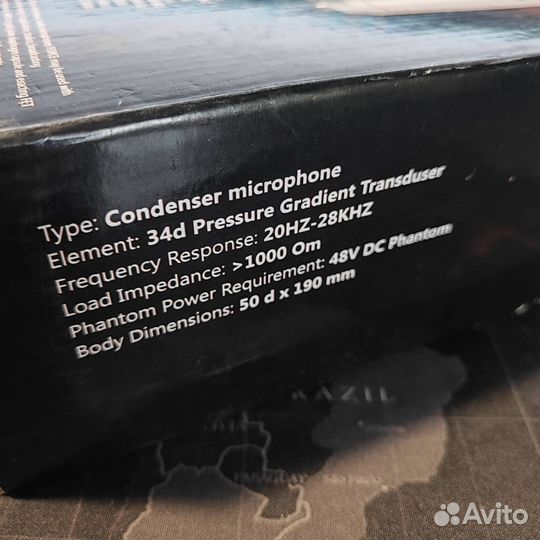 Type: Condenser microphone
Element: 34d Pressure Gradient Transduser
Frequency Response: 20HZ-28KHZ
Load Impedance: >1000 Om
Phantom Power Requirement: 48V DC Phantom
Body Dimensions: 50 d x 190 mm
Avito